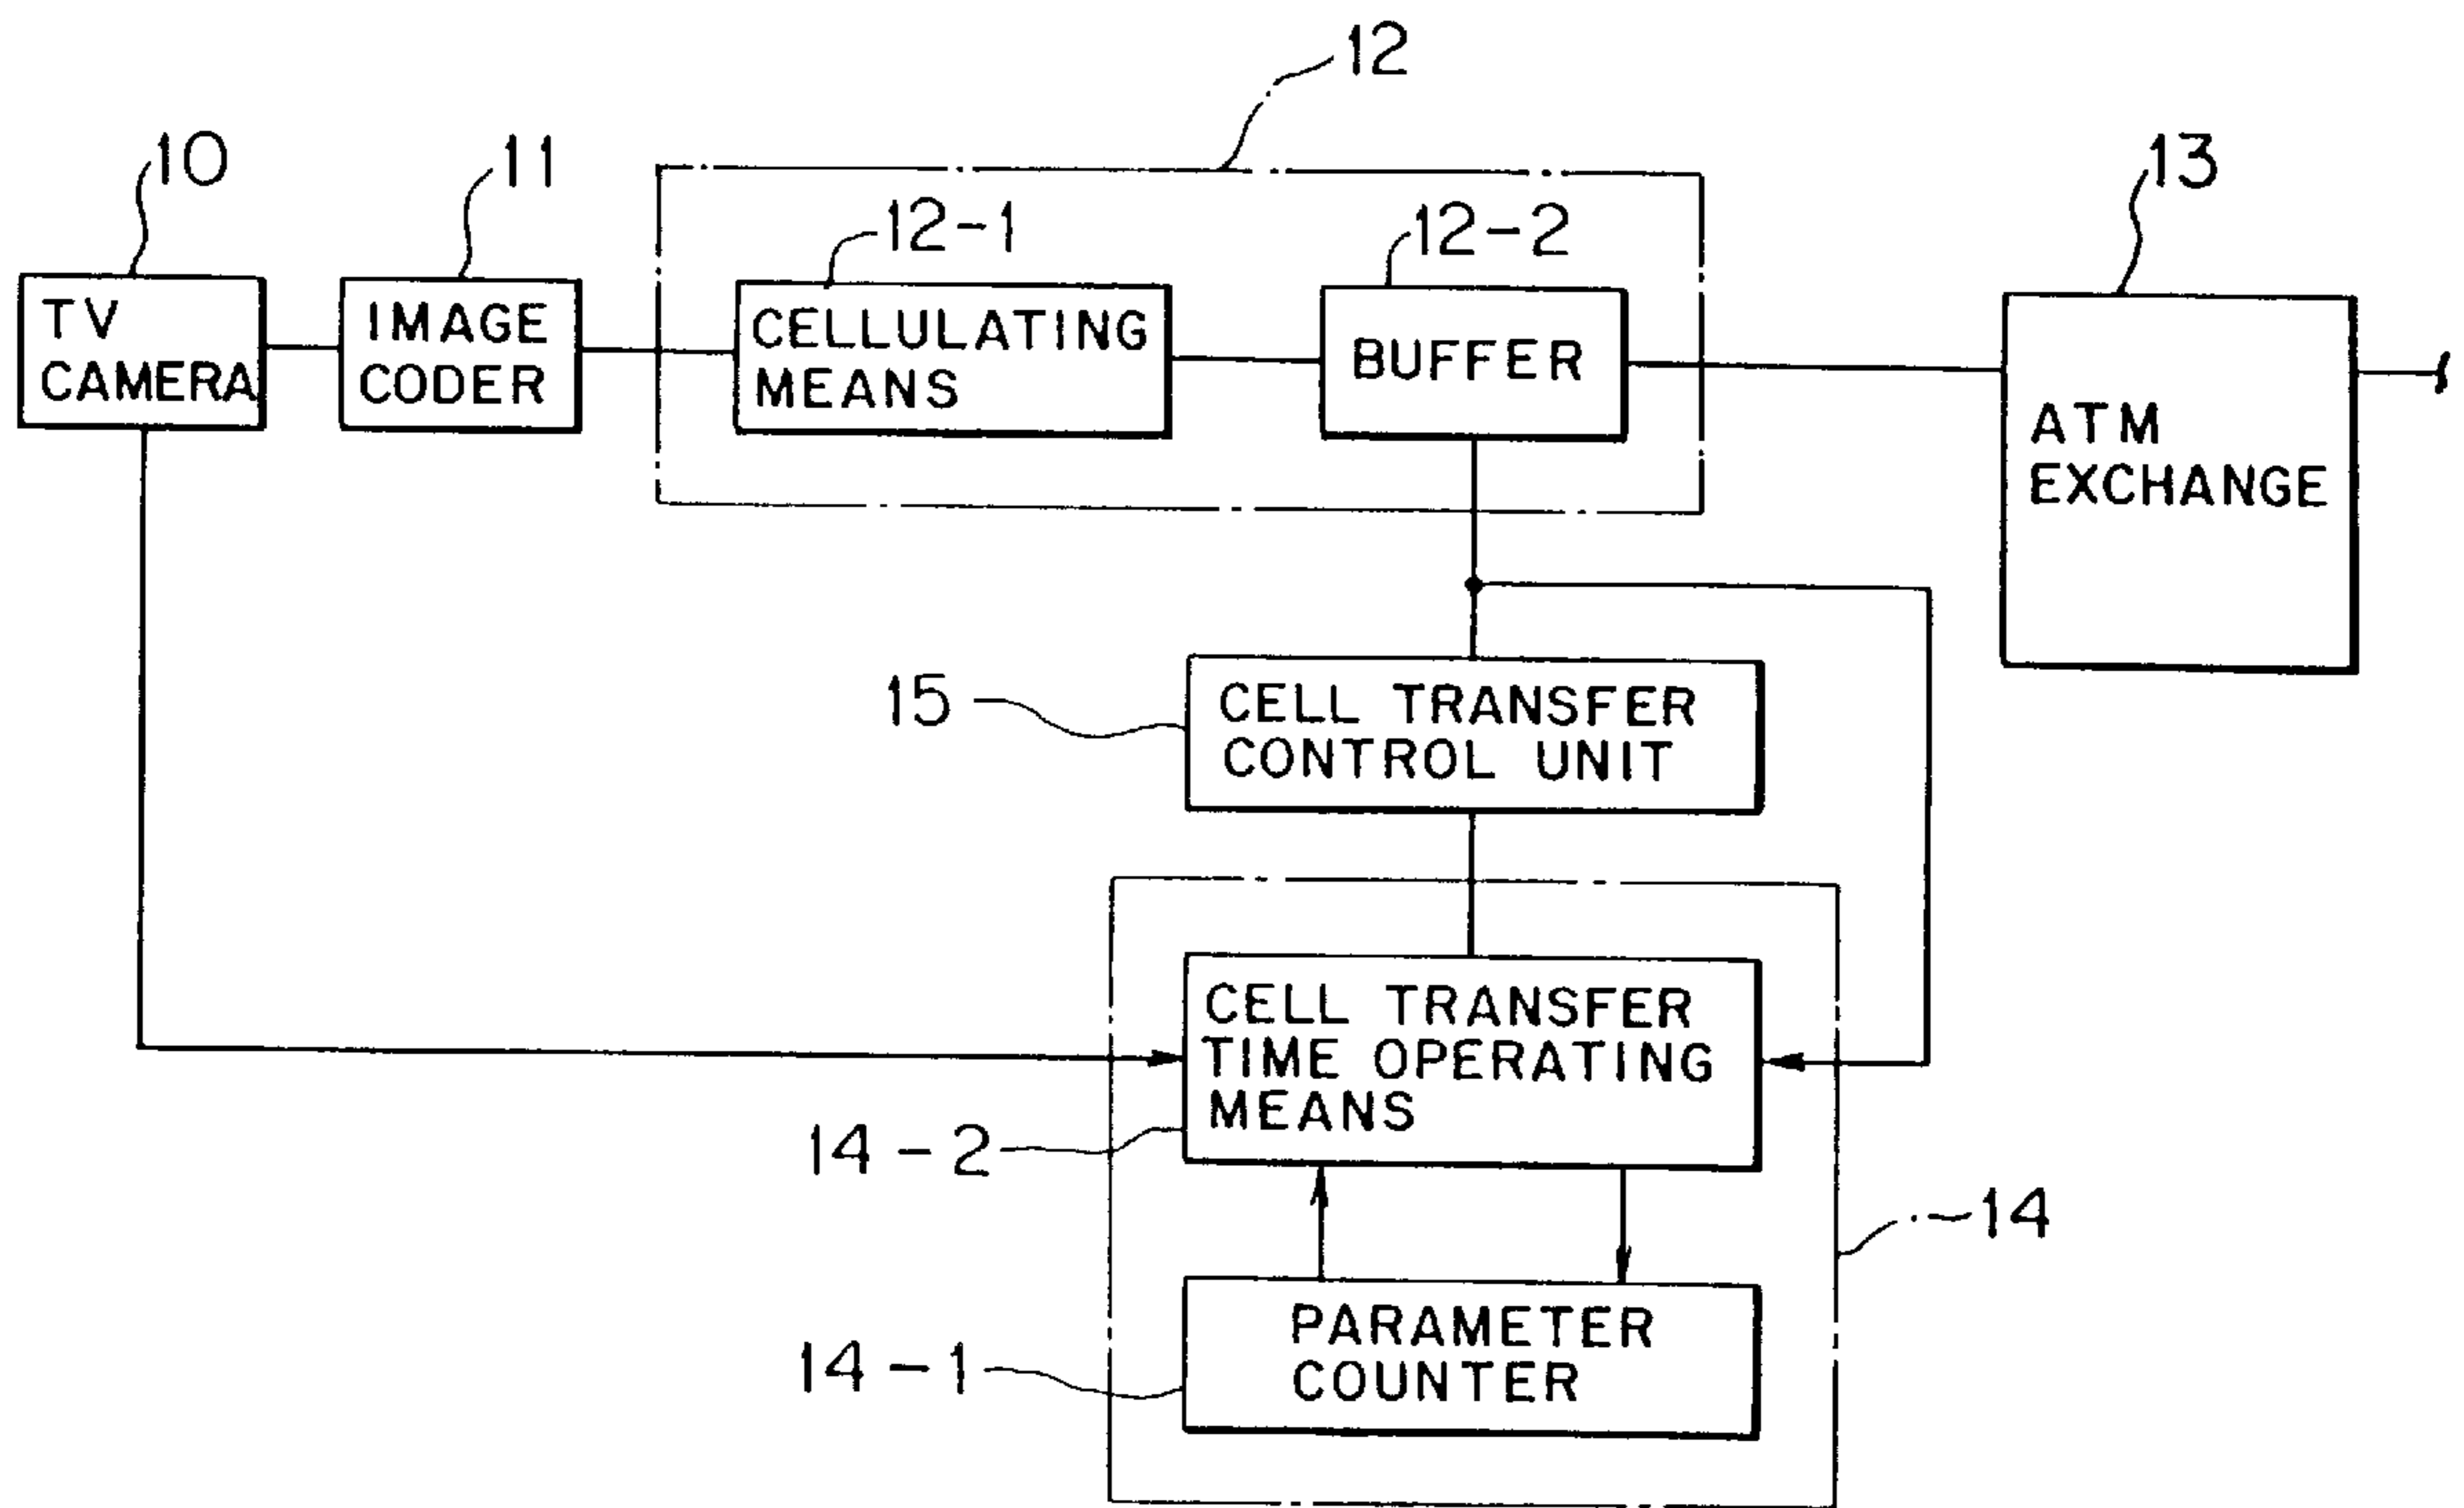 12
10
11
13
12-1
12-2
TV
CAMERA
IMAGE
CODER
CELLULATING
MEANS
BUFFER
ATM
EXCHANGE
15
CELL TRANSFER
CONTROL UNIT
CELL TRANSFER
TIME OPERATING
MEANS
14-2
14
PARAMETER
COUNTER
14-1